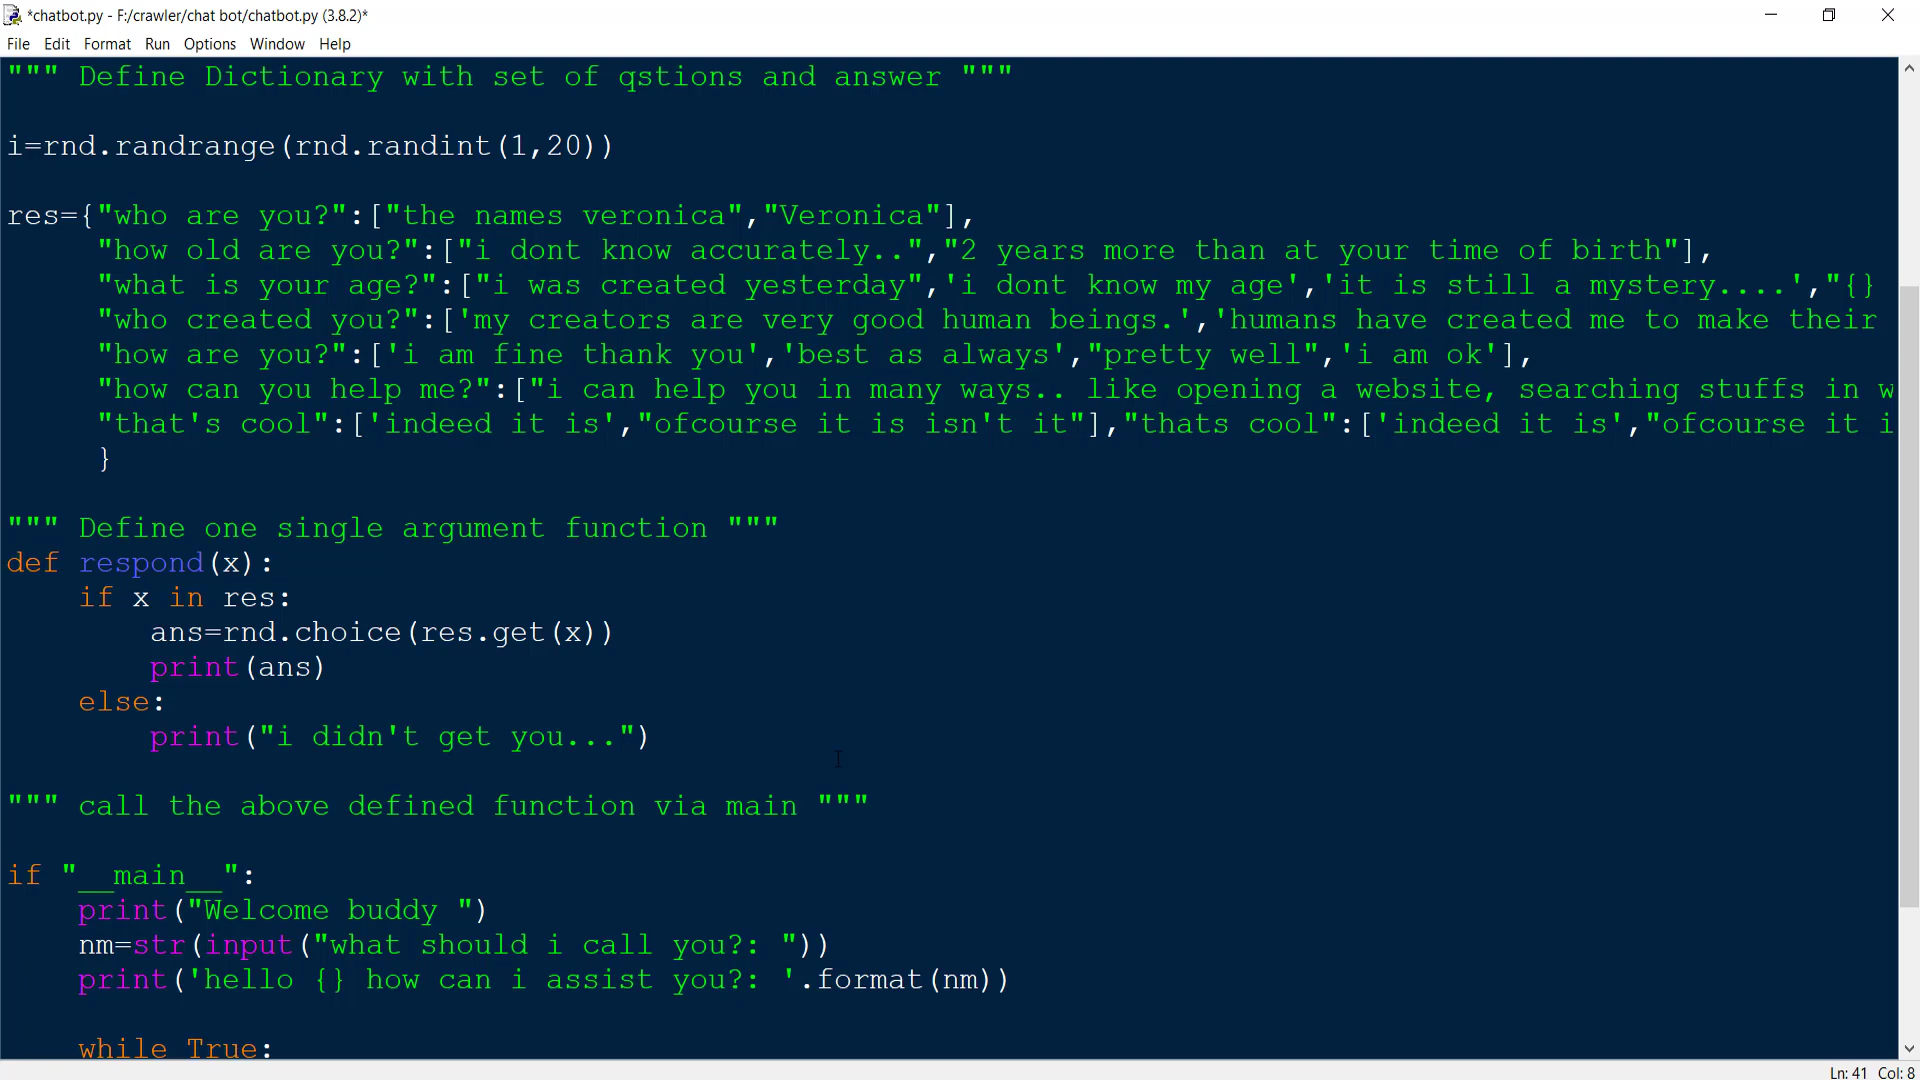 *chatbot.py - F:/crawler/chat bot/chatbot.py (3.8.2)*
File Edit Format Run Options Window Help
""" Define Dictionary with set of qstions and answer """
i=rnd.randrange(rnd.randint(1,20))
res={"who are you?":["the names veronica","Veronica"],
"how old are you?":["i dont know accurately..","2 years more than at your time of birth"],
"what is your age?":["i was created yesterday",'i dont know my age','it is still a mystery....',"{}
"who created you?":['my creators are very good human beings.','humans have created me to make their
"how are you?":['i am fine thank you','best as always',"pretty well",'i am ok'],
"how can you help me?":["i can help you in many ways.. like opening a website, searching stuffs in w
"that's cool":['indeed it is',"ofcourse it is isn't it"],"thats cool":['indeed it is',"ofcourse it i
}
""" Define one single argument function """
def respond(x):
if x in res:
ans=rnd.choice(res.get(x))
print(ans)
else:
print("i didn't get you...")
""" call the above defined function via main """
if "__main__":
print("Welcome buddy ")
nm=str(input("what should i call you?: "))
print('hello {} how can i assist you?: '.format(nm))
while True:
Ln: 41 Col: 8